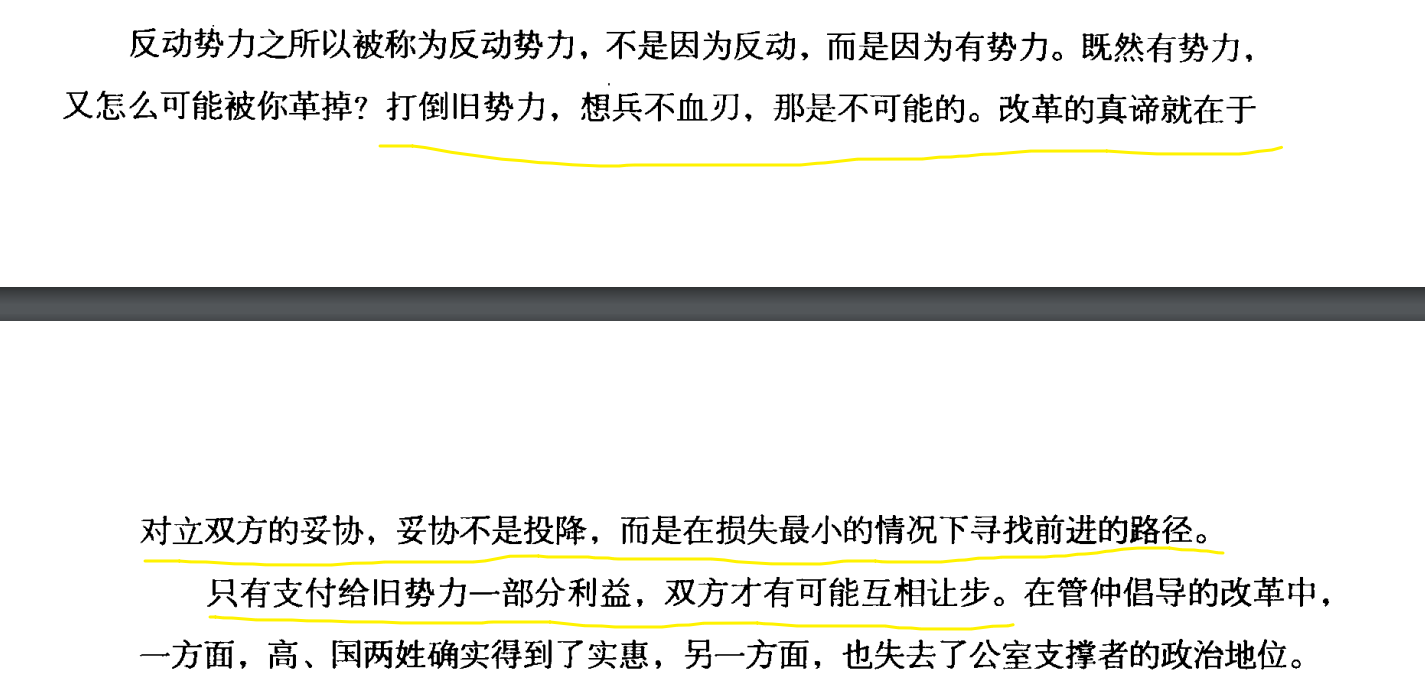 反动势力之所以被称为反动势力，不是因为反动，而是因为有势力。既然有势力，
又怎么可能被你革掉？打倒旧势力，想兵不血刃，那是不可能的。改革的真谛就在于
对立双方的妥协，妥协不是投降，而是在损失最小的情况下寻找前进的路径。
只有支付给旧势力一部分利益，双方才有可能互相让步。在管仲倡导的改革中，
一方面，高、国两姓确实得到了实惠，另一方面，也失去了公室支撑者的政治地位。